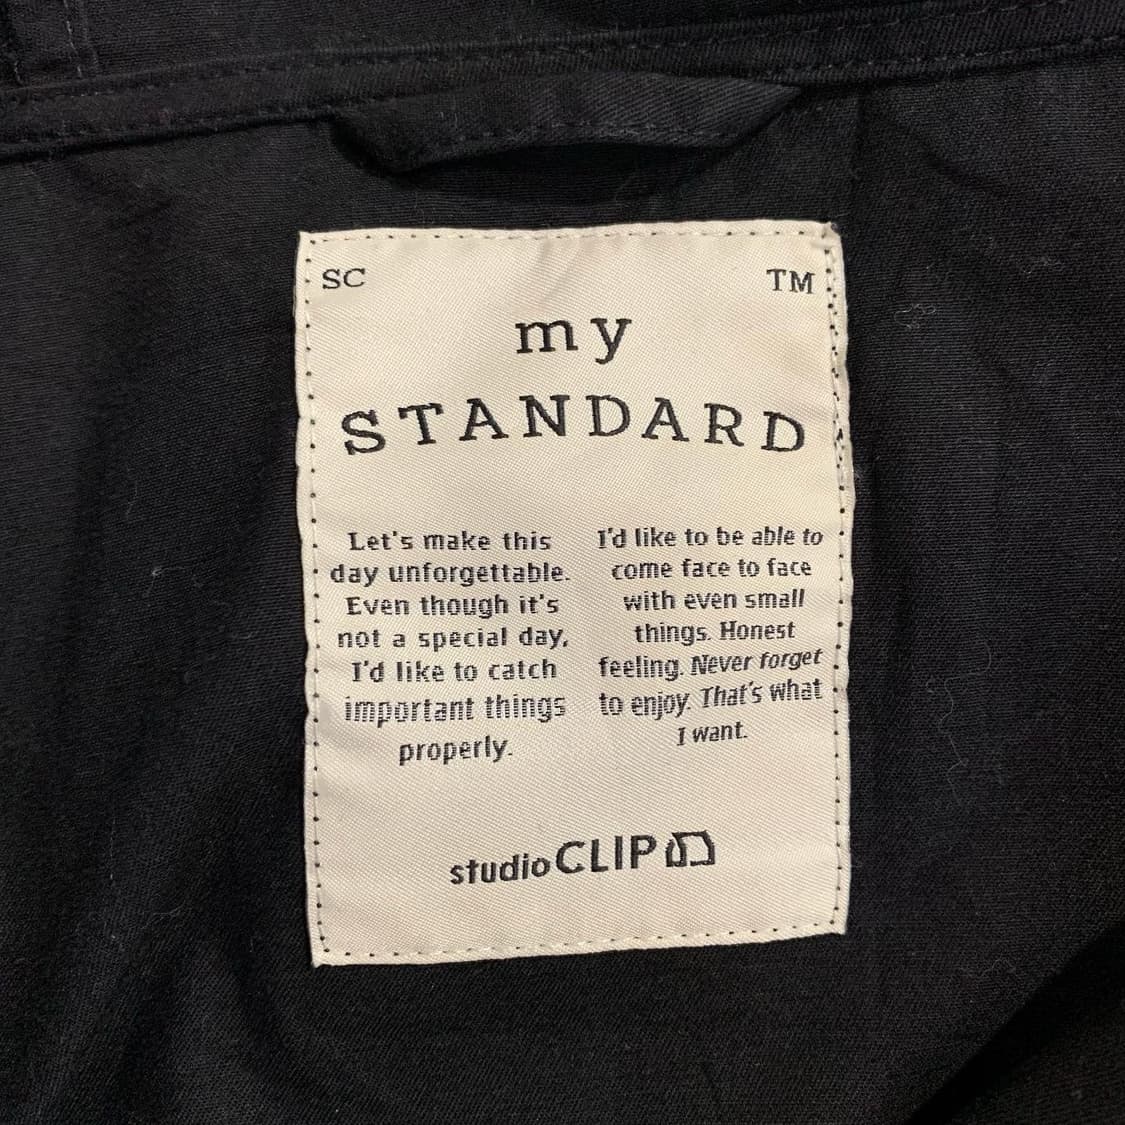 SC
TM
my
STANDARD
Let's make this
day unforgettable.
Even though it's
not a special day,
I'd like to catch
important things
properly.
I'd like to be able to
come face to face
with even small
things. Honest
feeling. Never forget
to enjoy. That's what
I want.
studio CLIP